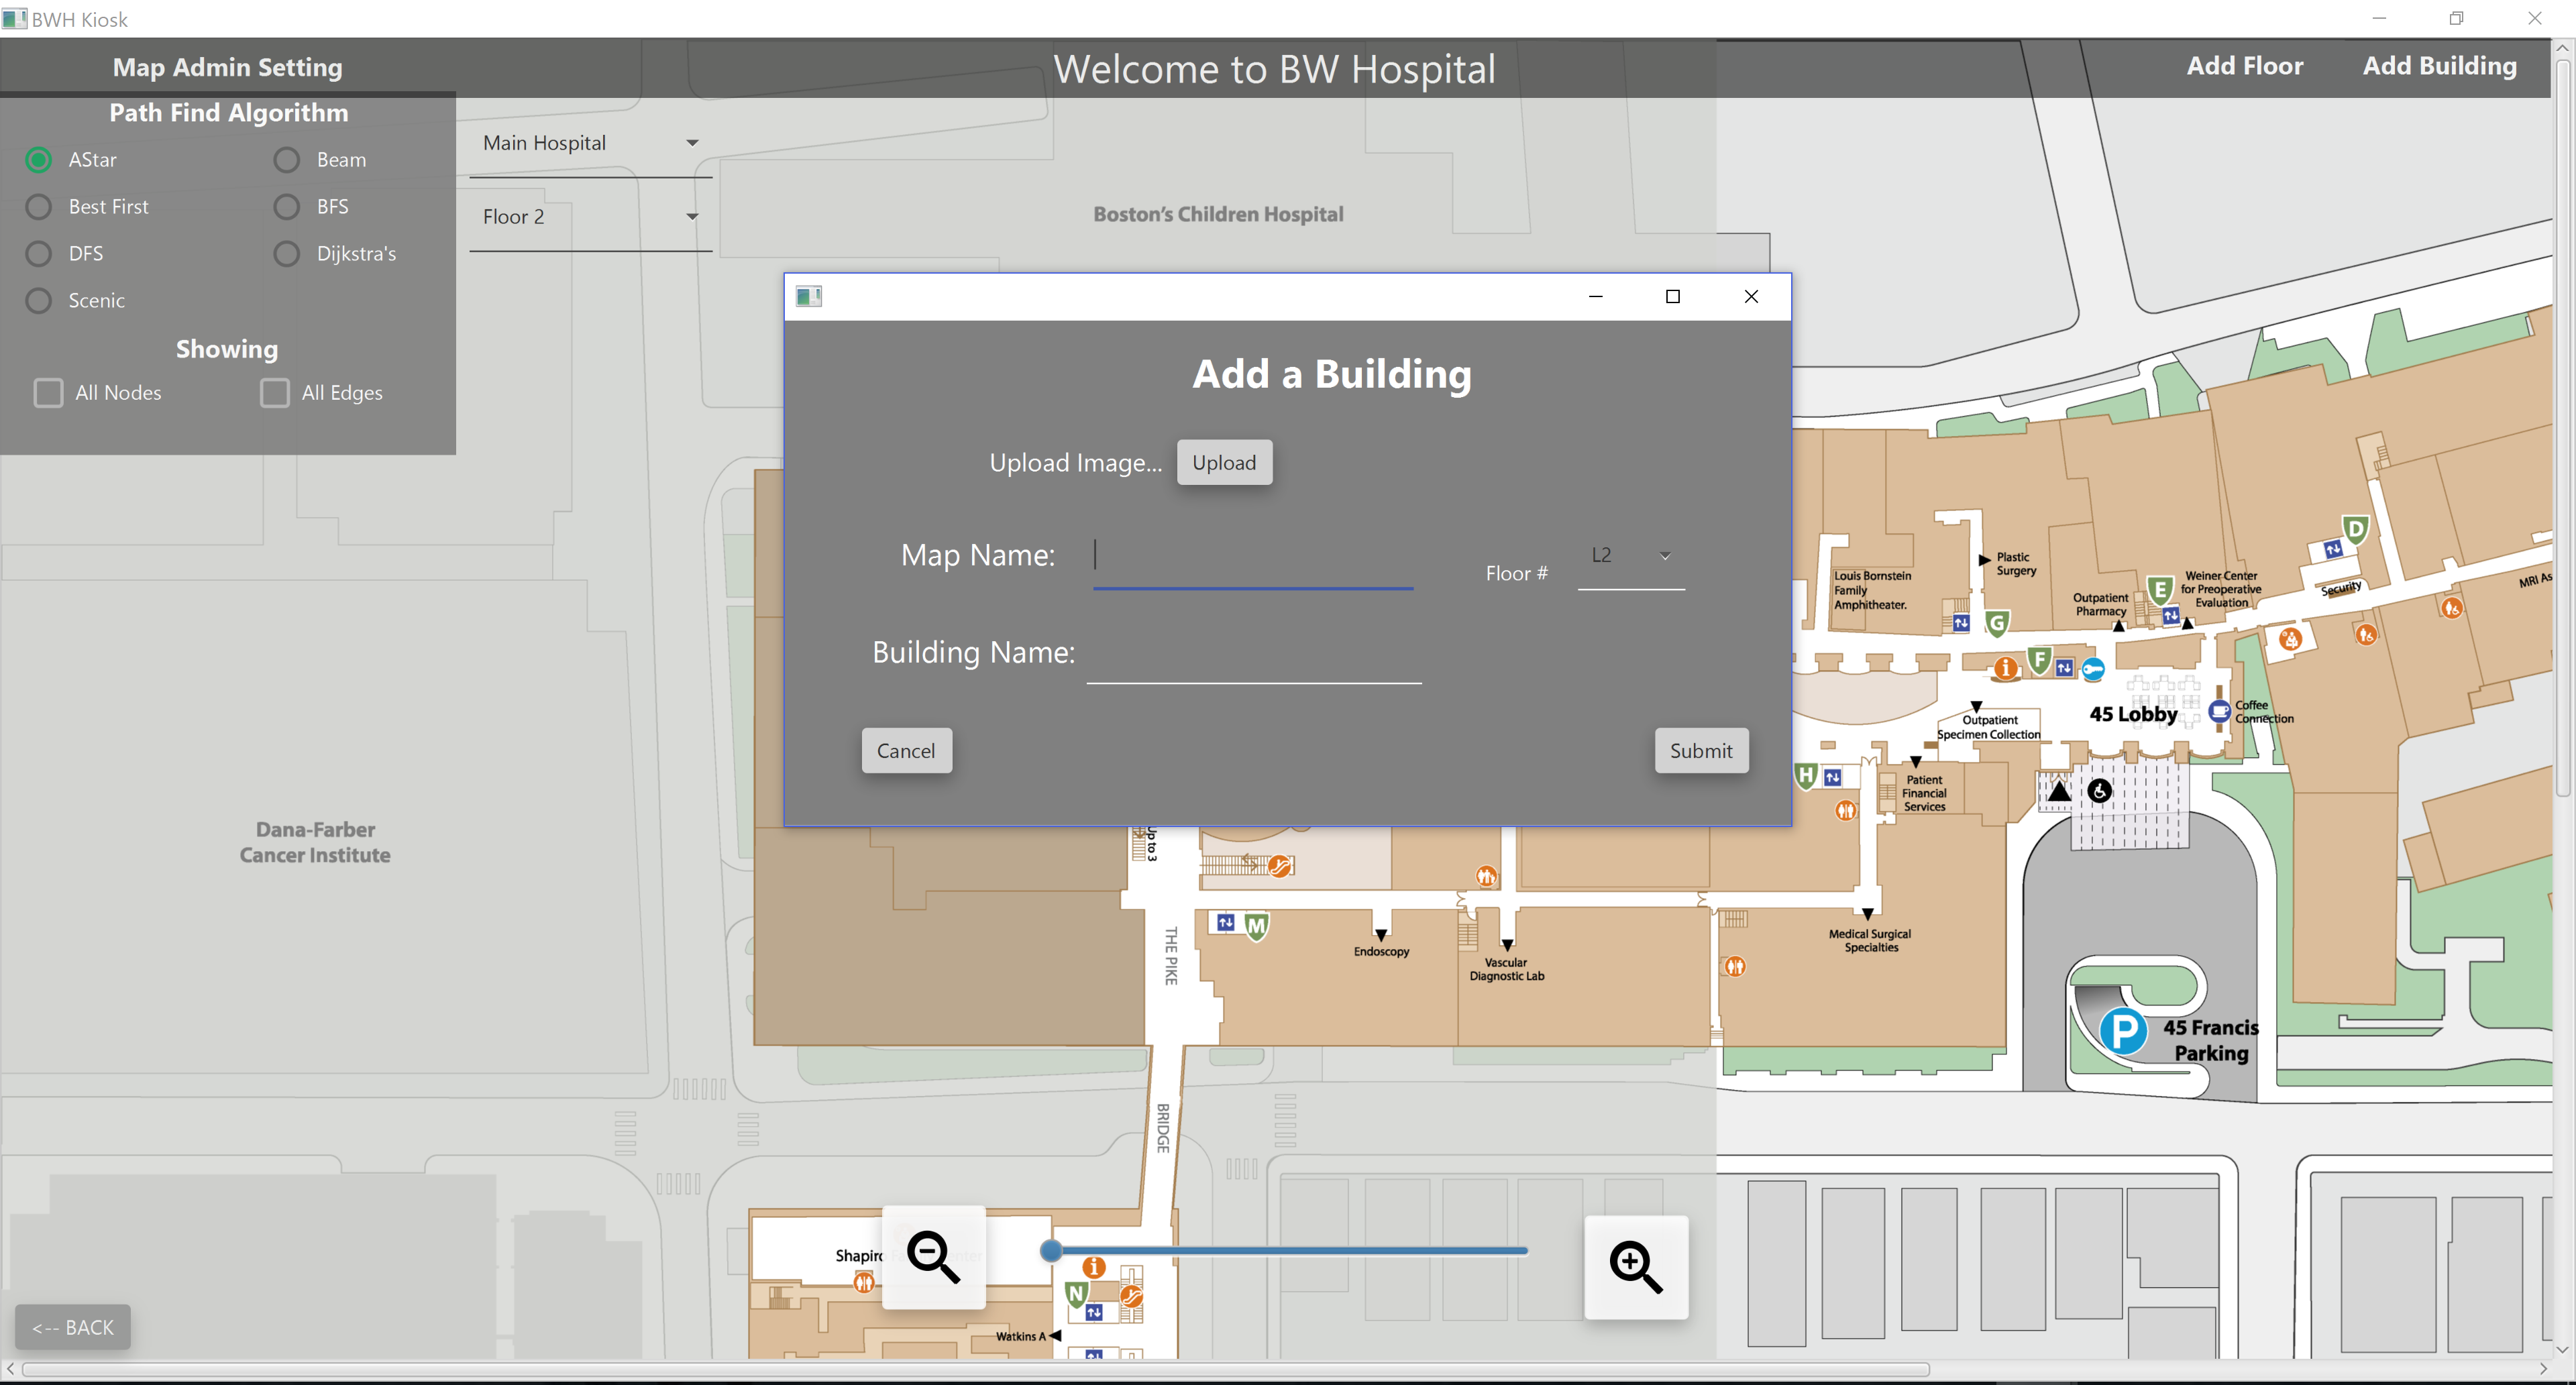 BWH Kiosk
Map Admin Setting
Welcome to BW Hospital
Add Floor
Add Building
Path Find Algorithm
AStar
Beam
Best First
BFS
DFS
Dijkstra's
Scenic
Showing
All Nodes
All Edges
Main Hospital
Floor 2
Boston's Children Hospital
Add a Building
Upload Image...
Upload
Map Name:
Floor #
L2
Building Name:
Cancel
Submit
Dana-Farber
Cancer Institute
Louis Bornstein
Family
Amphitheater.
Plastic
Surgery
G
Outpatient
Pharmacy
E
Weiner Center
for Preoperative
Evaluation
D
Security
MRI As
i
F
45 Lobby
Coffee
Connection
Outpatient
Specimen Collection
H
Patient
Financial
Services
Up to 3
M
THE PIKE
Endoscopy
Vascular
Diagnostic Lab
Medical Surgical
Specialties
P
45 Francis
Parking
BRIDGE
i
N
Watkins A
<-- BACK